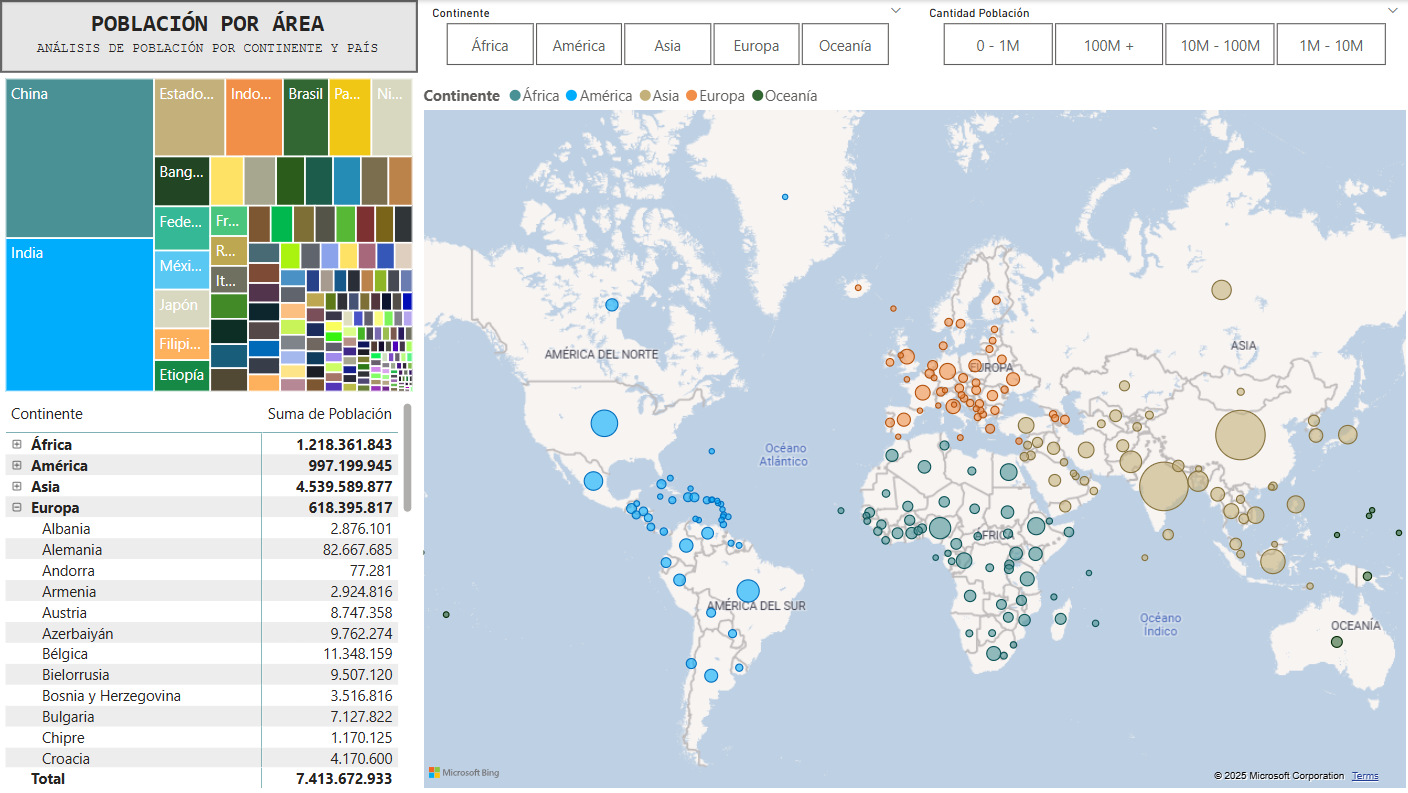 POBLACIÓN POR ÁREA
ANÁLISIS DE POBLACIÓN POR CONTINENTE Y PAÍS
Continente
África
América
Asia
Europa
Oceanía
Cantidad Población
0 - 1M
100M +
10M - 100M
1M - 10M
China
Estado...
Indo...
Brasil
Pa...
Ni...
Bang...
Fede...
Fr...
R...
India
Méxi...
It...
Japón
Filipi...
Etiopía
Continente África América Asia Europa Oceanía
AMÉRICA DEL NORTE
EUROPA
ASIA
Océano
Atlántico
ÁFRICA
AMÉRICA DEL SUR
Océano
Índico
OCEANÍA
Microsoft Bing
© 2025 Microsoft Corporation Terms
Continente Suma de Población
África 1.218.361.843
América 997.199.945
Asia 4.539.589.877
Europa 618.395.817
Albania 2.876.101
Alemania 82.667.685
Andorra 77.281
Armenia 2.924.816
Austria 8.747.358
Azerbaiyán 9.762.274
Bélgica 11.348.159
Bielorrusia 9.507.120
Bosnia y Herzegovina 3.516.816
Bulgaria 7.127.822
Chipre 1.170.125
Croacia 4.170.600
Total 7.413.672.933